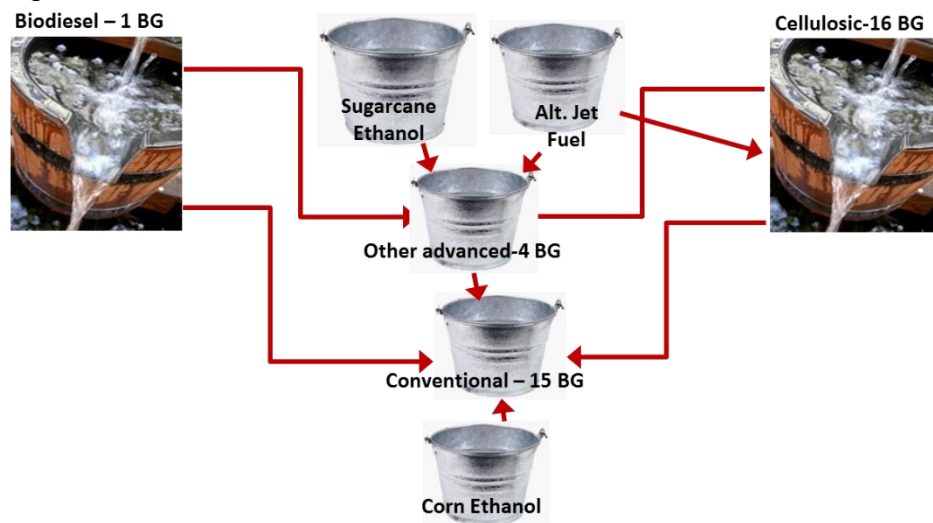 Biodiesel – 1 BG
Cellulosic-16 BG
Sugarcane
Ethanol
Alt. Jet
Fuel
Other advanced-4 BG
Conventional – 15 BG
Corn Ethanol